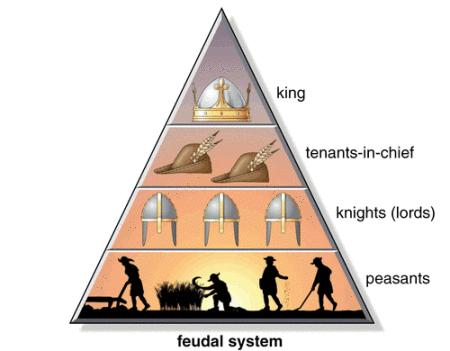 king
tenants-in-chief
knights (lords)
peasants
feudal system